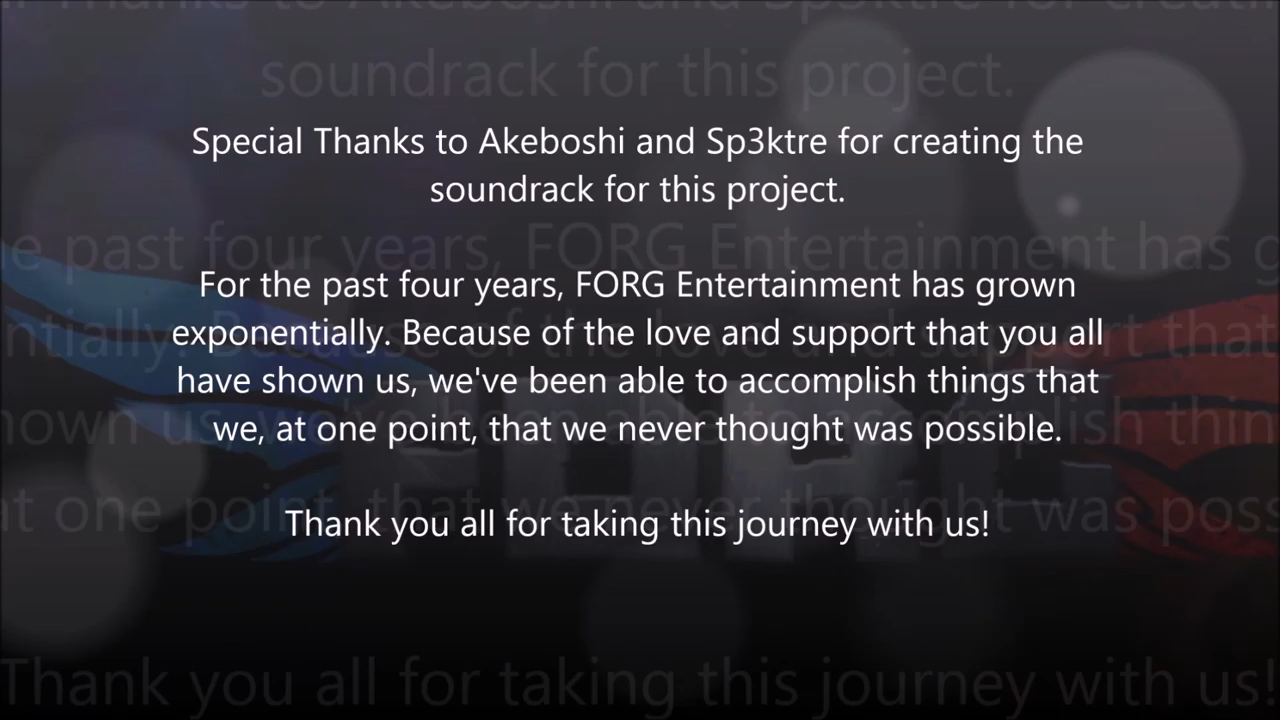 Special Thanks to Akeboshi and Sp3ktre for creating the
soundrack for this project.
For the past four years, FORG Entertainment has grown
exponentially. Because of the love and support that you all
have shown us, we've been able to accomplish things that
we, at one point, that we never thought was possible.
Thank you all for taking this journey with us!